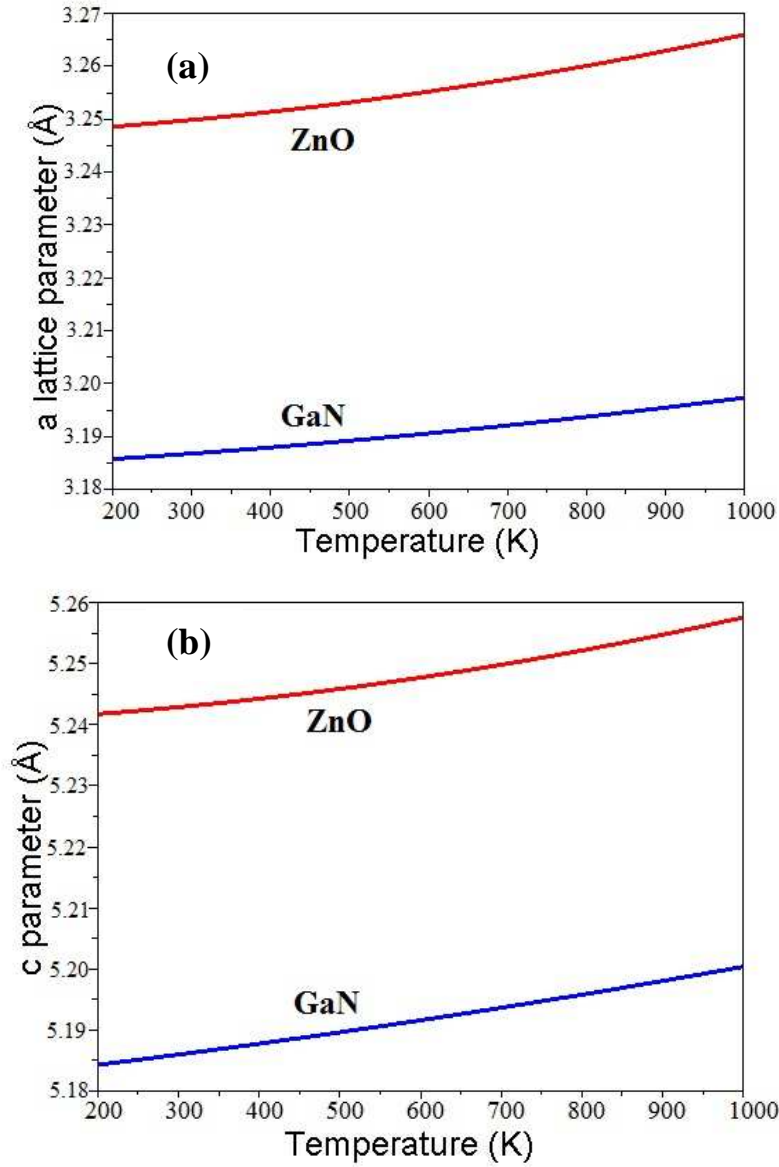 3.27
(a)
3.26
3.25
ZnO
3.24
3.23
3.22
3.21
3.20
GaN
3.19
3.18
a lattice parameter (Å)
200 300 400 500 600 700 800 900 1000
Temperature (K)
5.26
(b)
5.25
5.24
ZnO
5.23
5.22
5.21
5.20
GaN
5.19
5.18
c parameter (Å)
200 300 400 500 600 700 800 900 1000
Temperature (K)